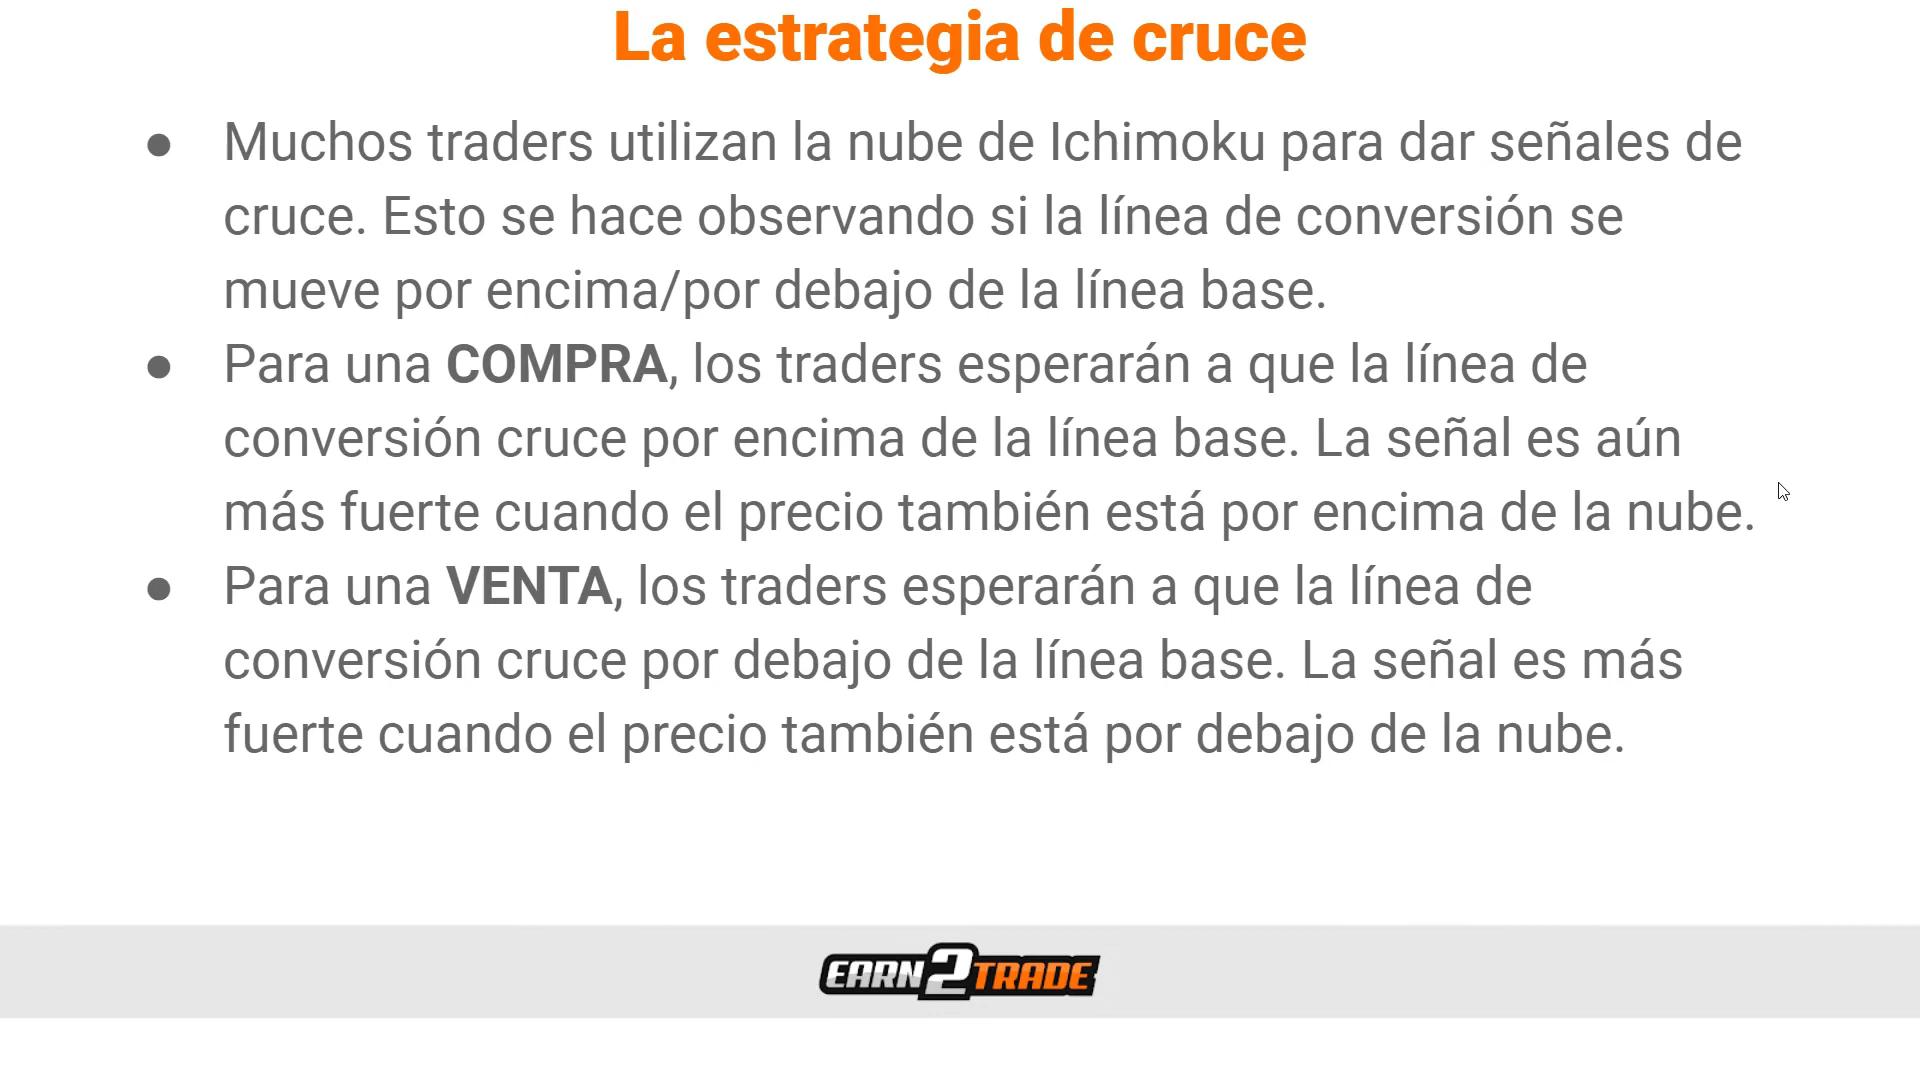 La estrategia de cruce
● Muchos traders utilizan la nube de Ichimoku para dar señales de
cruce. Esto se hace observando si la línea de conversión se
mueve por encima/por debajo de la línea base.
● Para una COMPRA, los traders esperarán a que la línea de
conversión cruce por encima de la línea base. La señal es aún
más fuerte cuando el precio también está por encima de la nube.
● Para una VENTA, los traders esperarán a que la línea de
conversión cruce por debajo de la línea base. La señal es más
fuerte cuando el precio también está por debajo de la nube.
EARN2TRADE